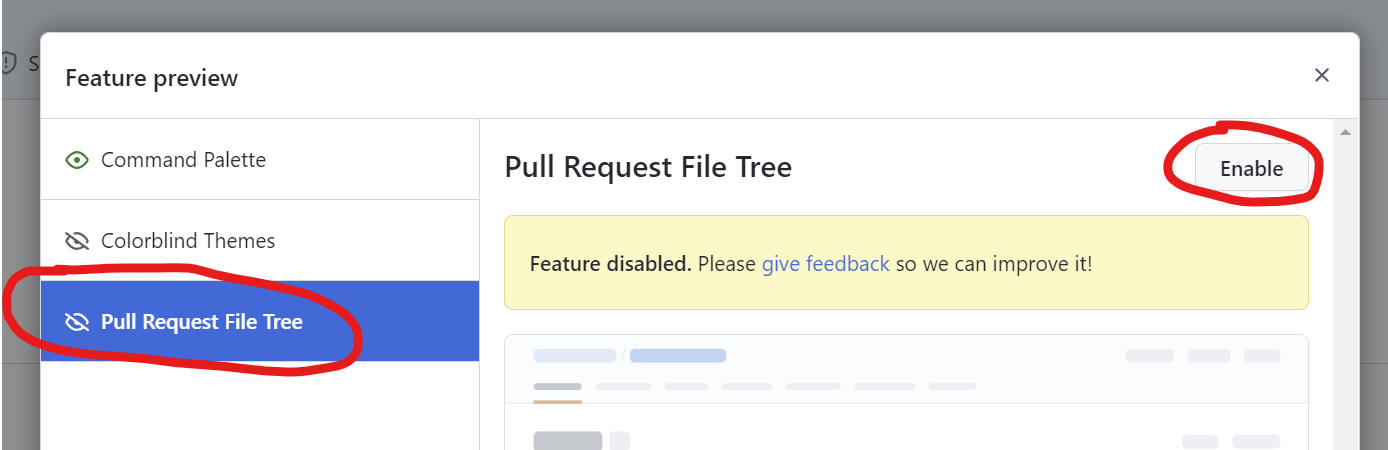 S
Feature preview
Command Palette
Colorblind Themes
Pull Request File Tree
Pull Request File Tree
Enable
Feature disabled. Please give feedback so we can improve it!